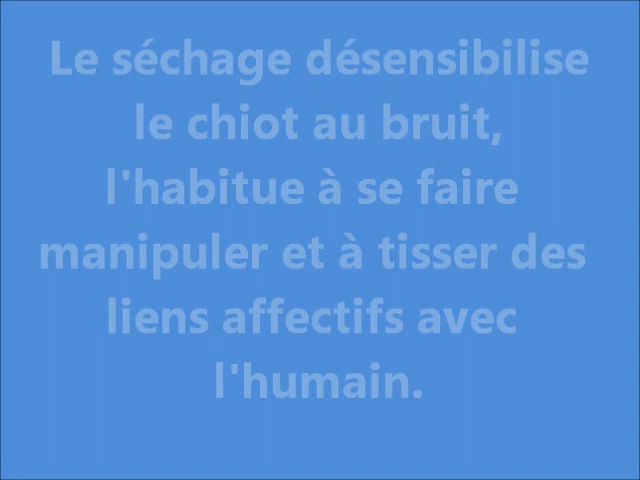 Le séchage désensibilise
le chiot au bruit,
l'habitue à se faire
manipuler et à tisser des
liens affectifs avec
l'humain.